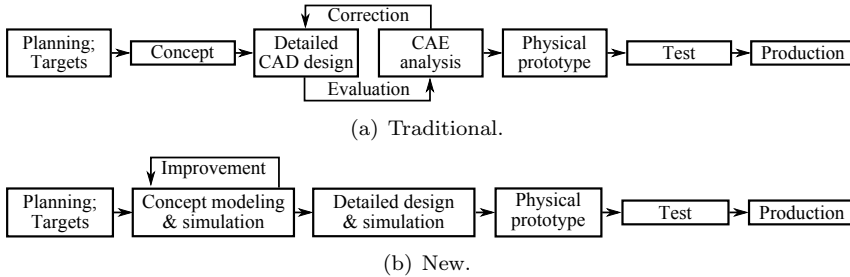 Correction
Planning;
Targets
Concept
Detailed
CAD design
CAE
analysis
Physical
prototype
Test
Production
Evaluation
(a) Traditional.
Improvement
Planning;
Targets
Concept modeling
& simulation
Detailed design
& simulation
Physical
prototype
Test
Production
(b) New.